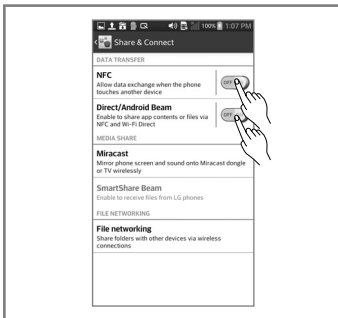 100% 1:07 PM
Share & Connect
DATA TRANSFER
NFC
Allow data exchange when the phone
touches another device
OFF
Direct/Android Beam
Enable to share app contents or files via
NFC and Wi-Fi Direct
OFF
MEDIA SHARE
Miracast
Mirror phone screen and sound onto Miracast dongle
or TV wirelessly
SmartShare Beam
Enable to receive files from LG phones
FILE NETWORKING
File networking
Share folders with other devices via wireless
connections